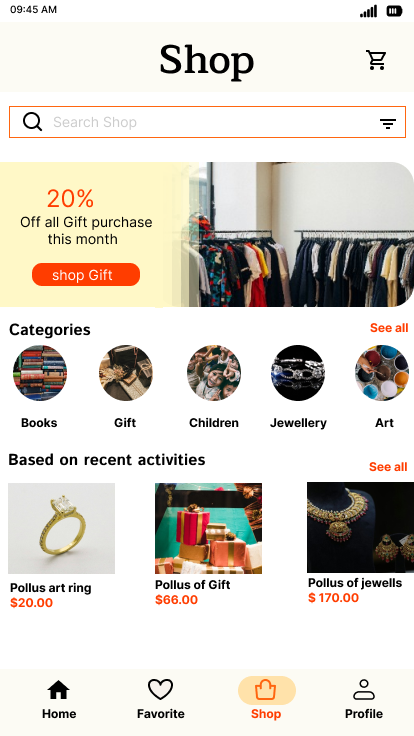 09:45 AM
Shop
Search Shop
20%
Off all Gift purchase
this month
shop Gift
Categories
See all
Books
Gift
Children
Jewellery
Art
Based on recent activities
See all
Pollus art ring
$20.00
Pollus of Gift
$66.00
Pollus of jewells
$ 170.00
Home
Favorite
Shop
Profile